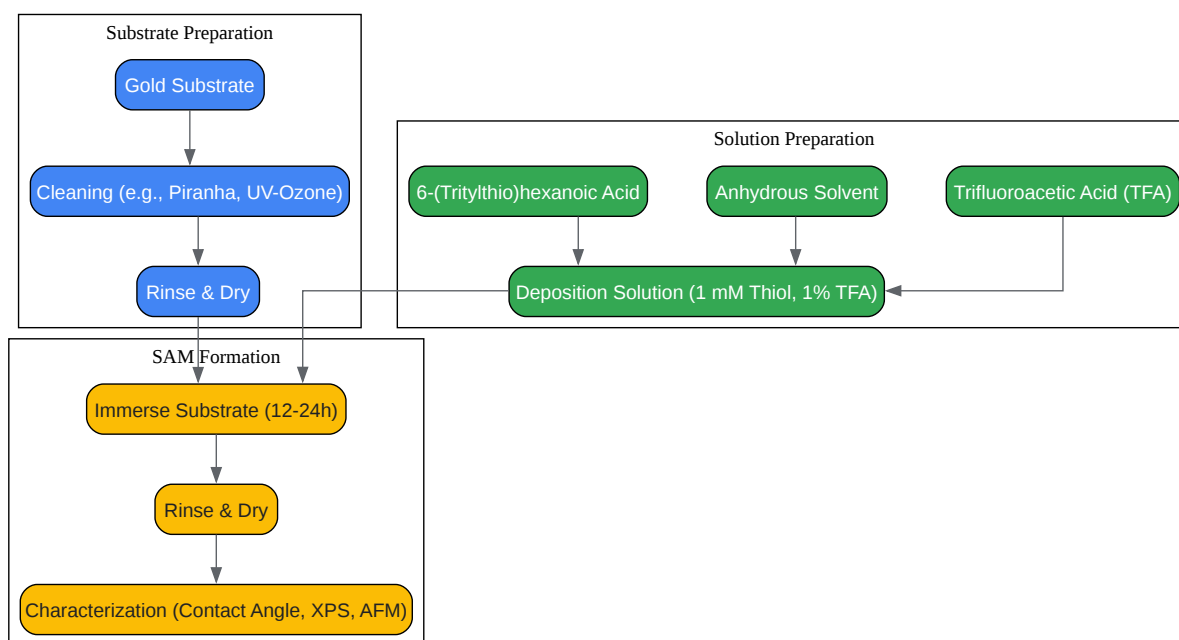 Substrate Preparation
Gold Substrate
Cleaning (e.g., Piranha, UV-Ozone)
Rinse & Dry
Solution Preparation
6-(Tritylthio)hexanoic Acid
Anhydrous Solvent
Trifluoroacetic Acid (TFA)
Deposition Solution (1 mM Thiol, 1% TFA)
SAM Formation
Immerse Substrate (12-24h)
Rinse & Dry
Characterization (Contact Angle, XPS, AFM)